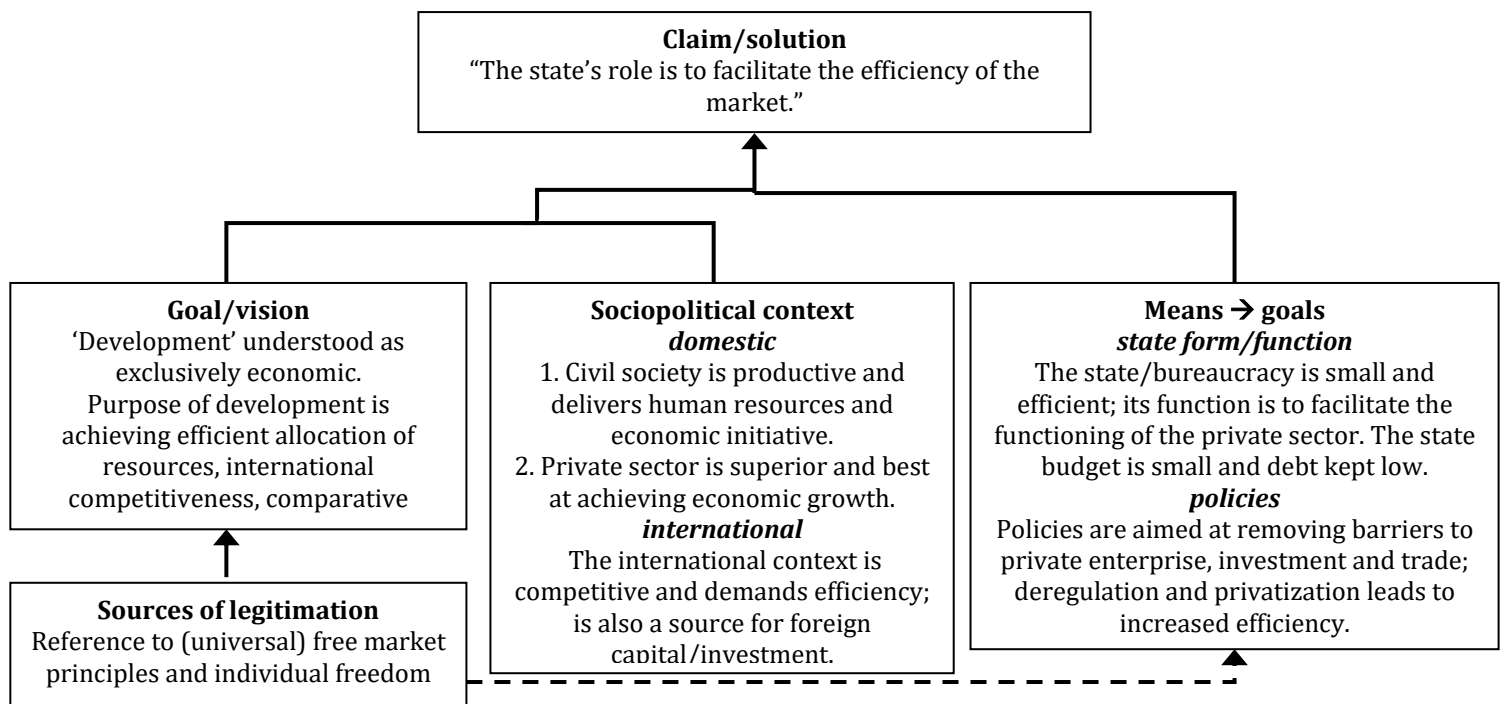 Claim/solution
“The state’s role is to facilitate the efficiency of the
market.”
Goal/vision
‘Development’ understood as
exclusively economic.
Purpose of development is
achieving efficient allocation of
resources, international
competitiveness, comparative
Sources of legitimation
Reference to (universal) free market
principles and individual freedom
Sociopolitical context
domestic
1. Civil society is productive and
delivers human resources and
economic initiative.
2. Private sector is superior and best
at achieving economic growth.
international
The international context is
competitive and demands efficiency;
is also a source for foreign
capital/investment.
Means → goals
state form/function
The state/bureaucracy is small and
efficient; its function is to facilitate the
functioning of the private sector. The state
budget is small and debt kept low.
policies
Policies are aimed at removing barriers to
private enterprise, investment and trade;
deregulation and privatization leads to
increased efficiency.